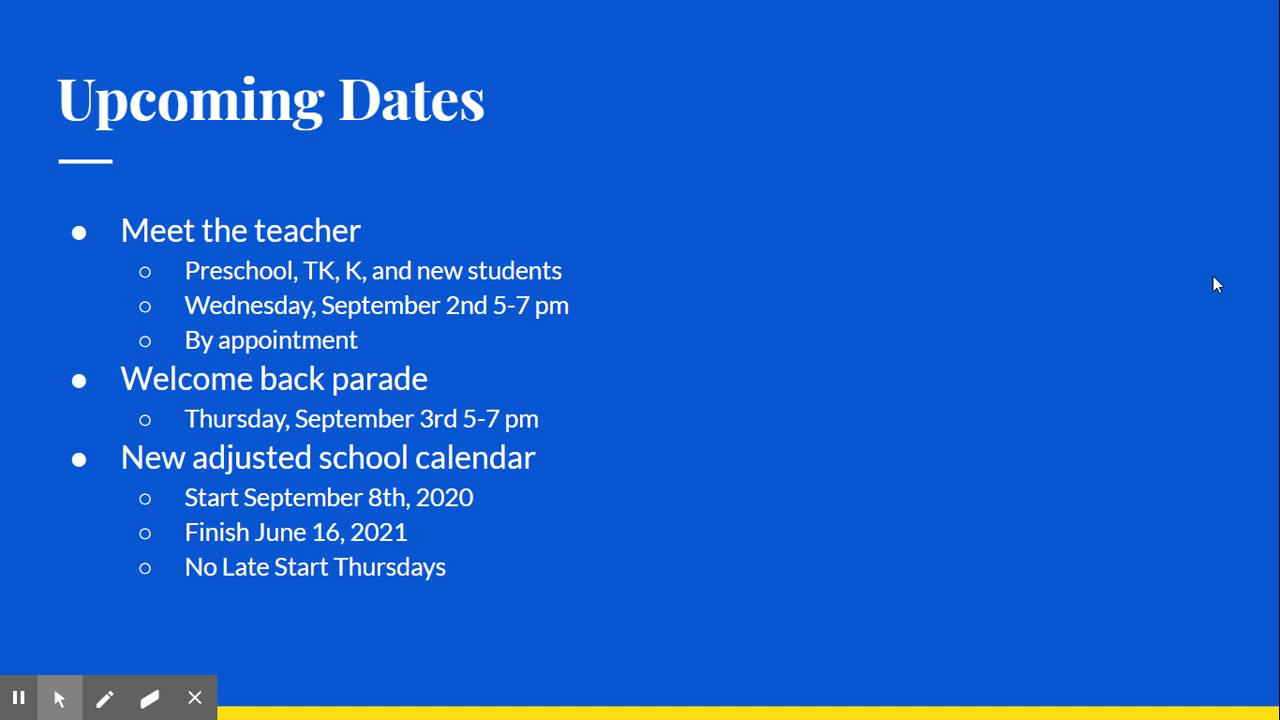 Upcoming Dates
Meet the teacher
Preschool, TK, K, and new students
Wednesday, September 2nd 5-7 pm
By appointment
Welcome back parade
Thursday, September 3rd 5-7 pm
New adjusted school calendar
Start September 8th, 2020
Finish June 16, 2021
No Late Start Thursdays